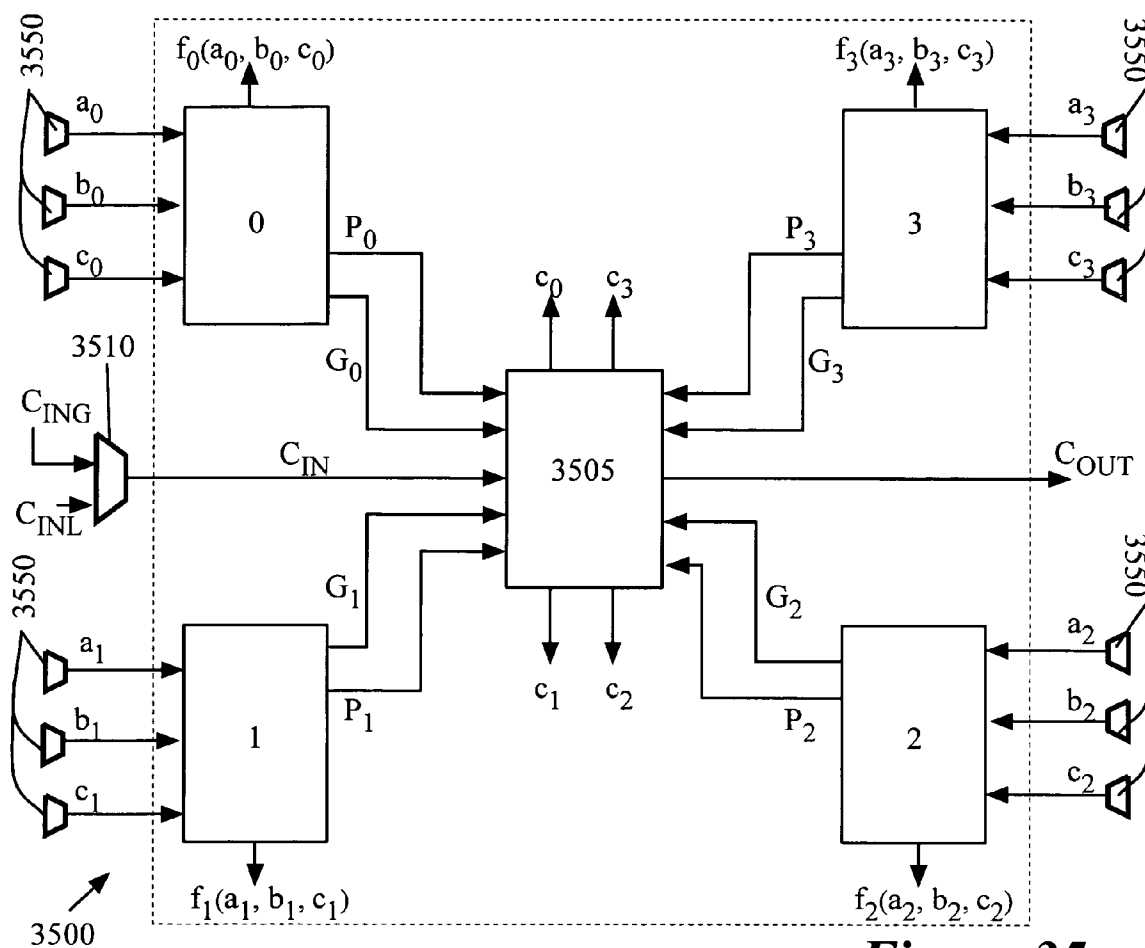 3550
f0(a0, b0, c0)
f3(a3, b3, c3)
3550
a0
b0
c0
0
P0
G0
a3
b3
c3
3
P3
G3
c0
c3
3510
CING
CINL
CIN
3505
COUT
3550
a1
b1
c1
1
G1
P1
c1
c2
G2
P2
2
a2
b2
c2
3550
f1(a1, b1, c1)
f2(a2, b2, c2)
3500